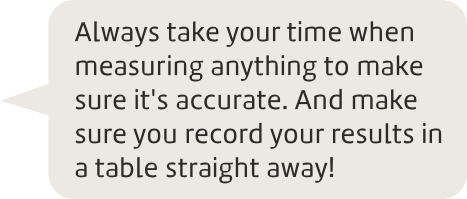 Always take your time when
measuring anything to make
sure it's accurate. And make
sure you record your results in
a table straight away!